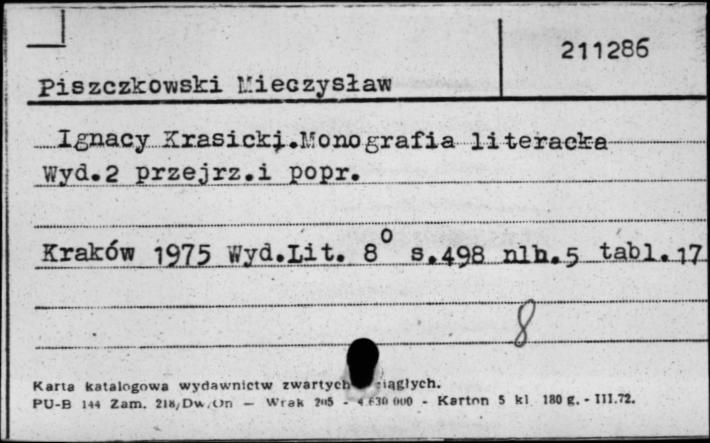 211286
Piszczkowski Mieczysław
Ignacy Krasicki.Monografia literacka
Wyd.2 przejrz.i popr.
Kraków 1975 Wyd.Lit. 8° s.498 nlb.5 tabl.17
8
Karta katalogowa wydawnictw zwartych ciągłych.
PU-B 144 Zam. 218/Dw/On — Wrak 205 - 4 630 000 - Karton 5 kl 180 g. - III.72.